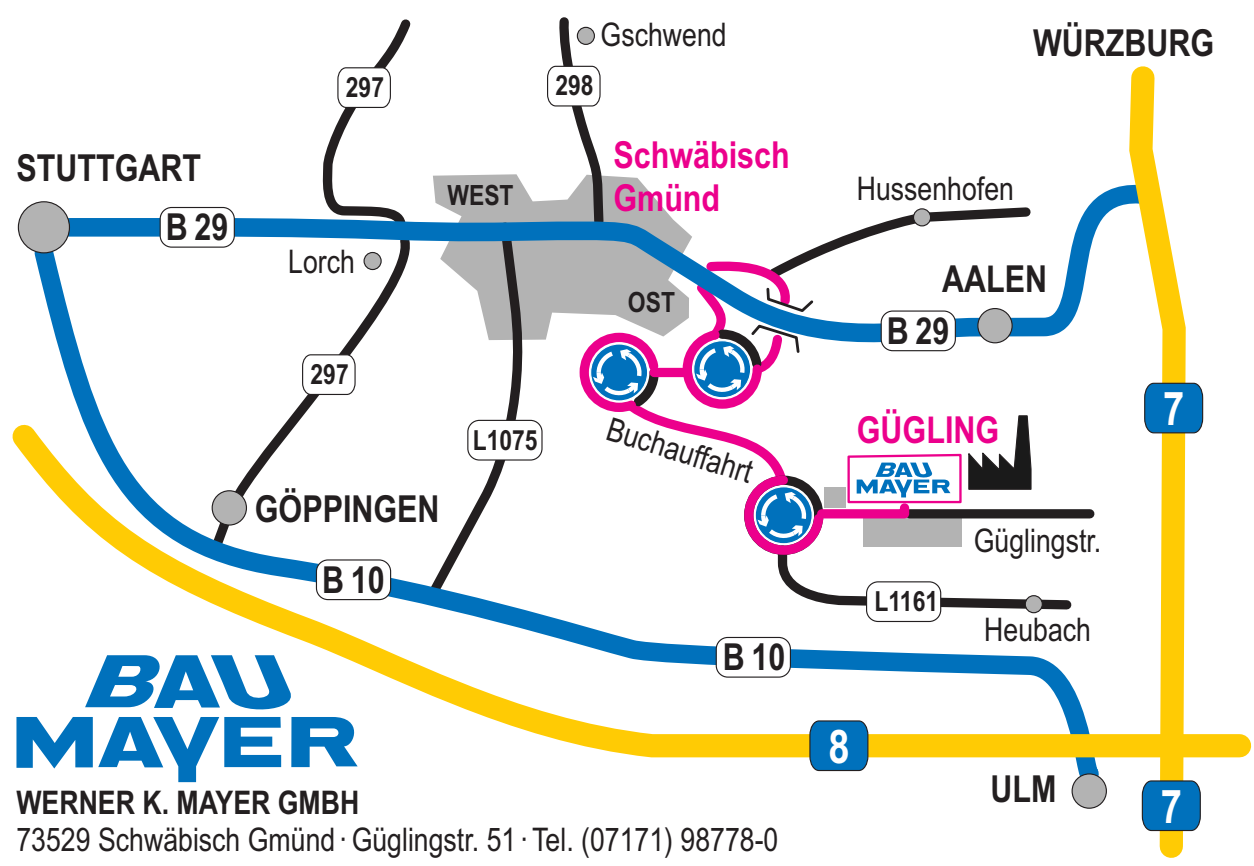 Gschwend
WÜRZBURG
297
298
STUTTGART
Schwäbisch
Gmünd
WEST
Hussenhofen
B 29
Lorch
AALEN
OST
B 29
297
7
Buchauffahrt
GÜGLING
L1075
BAU
MAYER
GÖPPINGEN
Güglingstr.
B 10
L1161
Heubach
B 10
8
ULM
7
BAU
MAYER
WERNER K. MAYER GMBH
73529 Schwäbisch Gmünd · Güglingstr. 51 · Tel. (07171) 98778-0